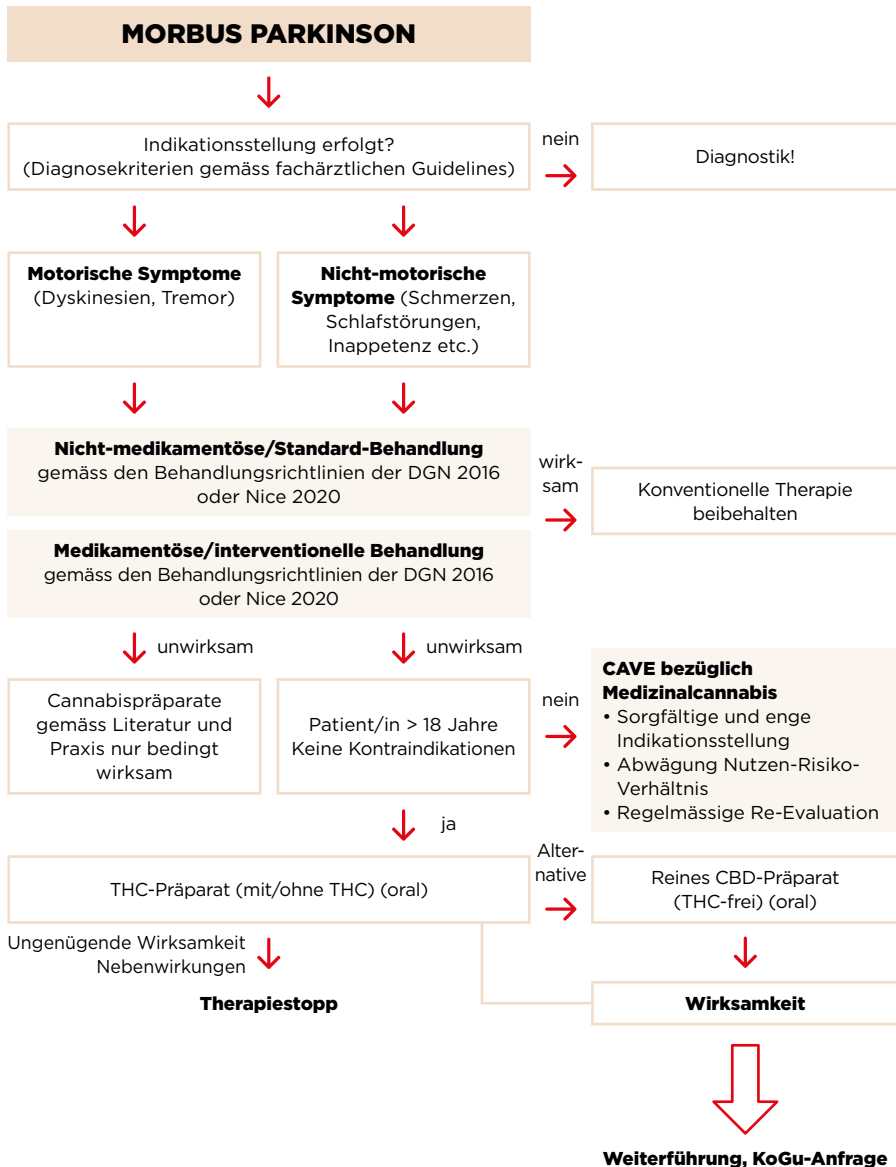 MORBUS PARKINSON
Indikationsstellung erfolgt?
(Diagnosekriterien gemäss fachärztlichen Guidelines)
nein
Diagnostik!
Motorische Symptome
(Dyskinesien, Tremor)
Nicht-motorische
Symptome (Schmerzen,
Schlafstörungen,
Inappetenz etc.)
Nicht-medikamentöse/Standard-Behandlung
gemäss den Behandlungsrichtlinien der DGN 2016
oder Nice 2020
wirk-
sam
Konventionelle Therapie
beibehalten
Medikamentöse/interventionelle Behandlung
gemäss den Behandlungsrichtlinien der DGN 2016
oder Nice 2020
unwirksam
unwirksam
Cannabispräparate
gemäss Literatur und
Praxis nur bedingt
wirksam
Patient/in > 18 Jahre
Keine Kontraindikationen
nein
CAVE bezüglich
Medizinalcannabis
• Sorgfältige und enge
Indikationsstellung
• Abwägung Nutzen-Risiko-
Verhältnis
• Regelmässige Re-Evaluation
ja
THC-Präparat (mit/ohne THC) (oral)
Alter-
native
Reines CBD-Präparat
(THC-frei) (oral)
Ungenügende Wirksamkeit
Nebenwirkungen
Therapiestopp
Wirksamkeit
Weiterführung, KoGu-Anfrage